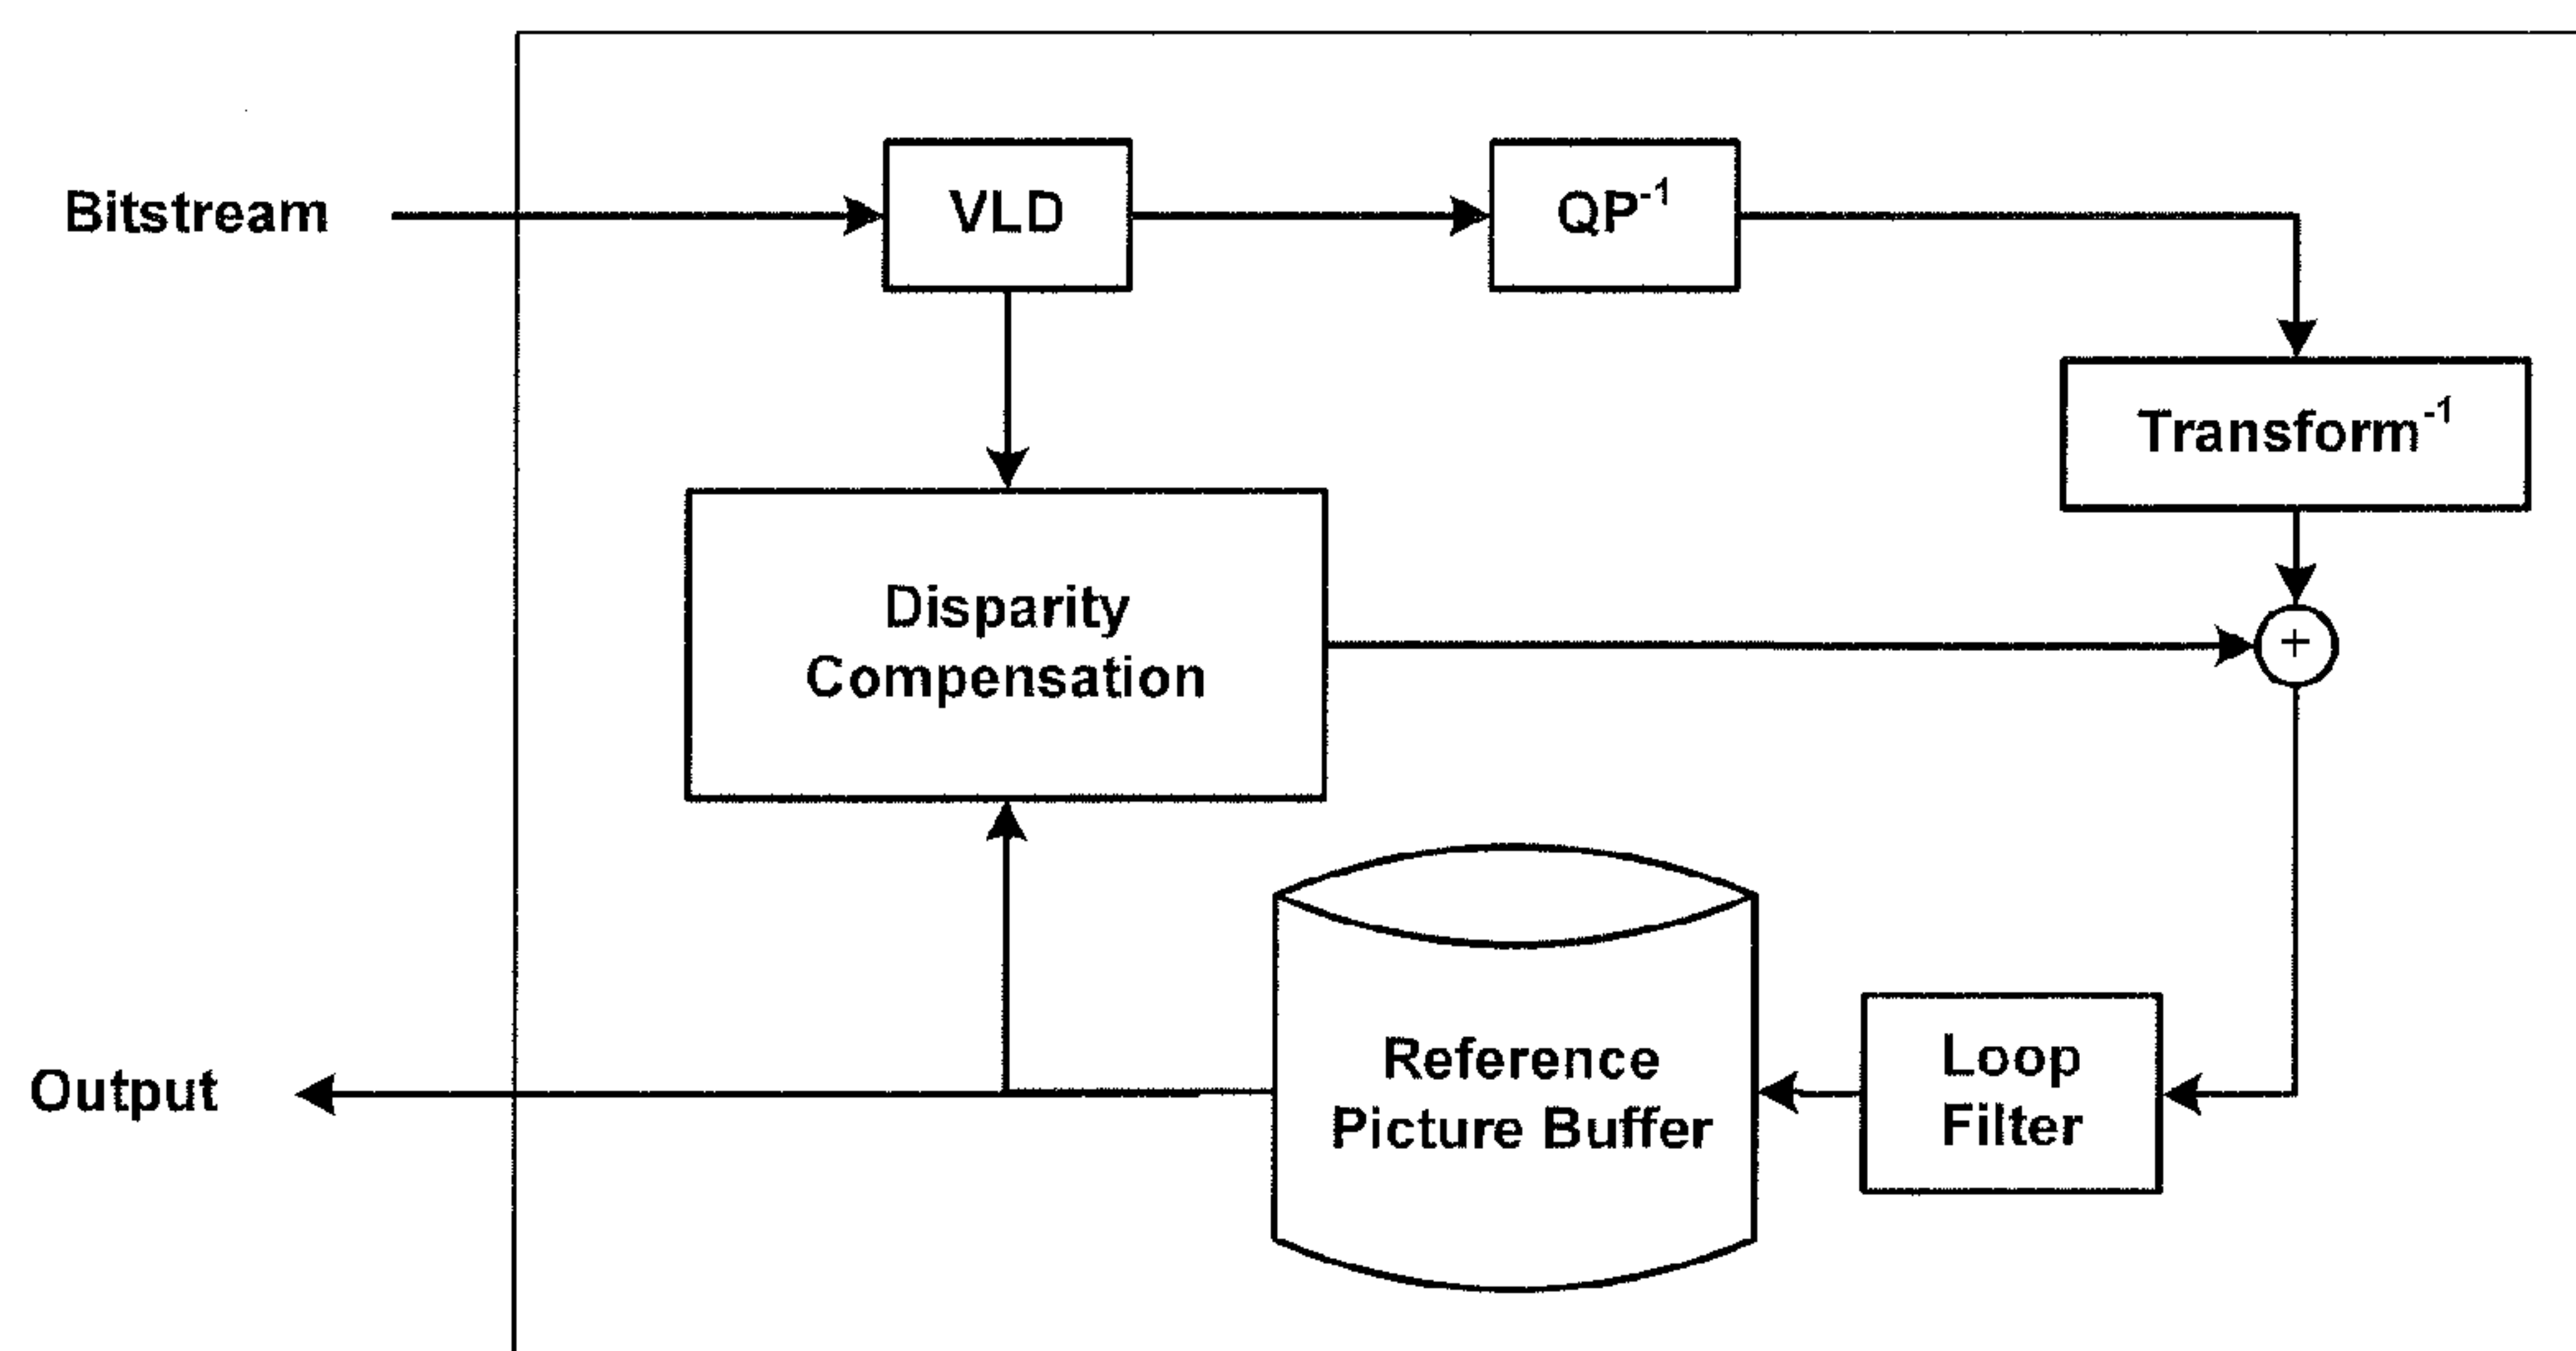 Bitstream
VLD
QP⁻¹
Transform⁻¹
Disparity
Compensation
+
Reference
Picture Buffer
Loop
Filter
Output